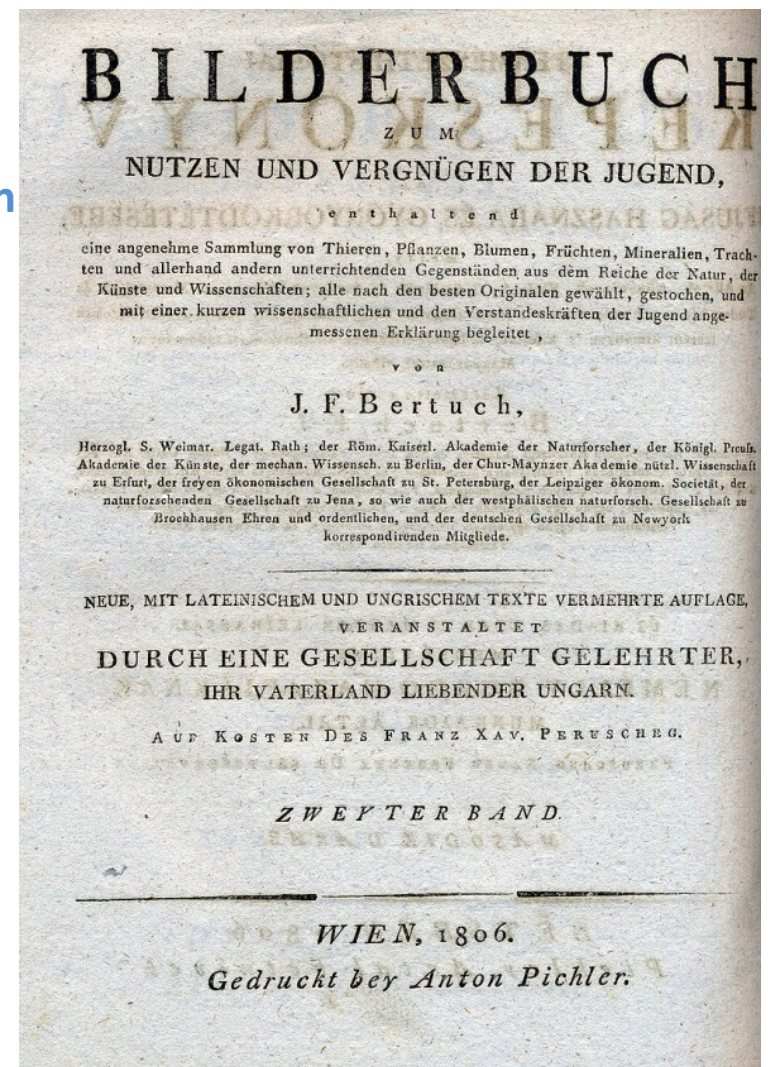 BILDERBUCH
ZUM
NUTZEN UND VERGNÜGEN DER JUGEND,
enthaltend
eine angenehme Sammlung von Thieren, Pflanzen, Blumen, Früchten, Mineralien, Trach-
ten und allerhand andern unterrichtenden Gegenständen aus dem Reiche der Natur, der
Künste und Wissenschaften; alle nach den besten Originalen gewählt, gestochen, und
mit einer kurzen wissenschaftlichen und den Verstandeskräften der Jugend ange-
messenen Erklärung begleitet,
von
J. F. Bertuch,
Herzogl. S. Weimar. Legat. Rath; der Röm. Kaiserl. Akademie der Naturforscher, der Königl. Preuss.
Akademie der Künste, der mechan. Wissensch. zu Berlin, der Chur-Maynzer Akademie nützl. Wissenschaft
zu Erfurt, der freyen ökonomischen Gesellschaft zu St. Petersburg, der Leipziger ökonom. Societät, der
naturforschenden Gesellschaft zu Jena, so wie auch der westphälischen naturforsch. Gesellschaft zu
Brochhausen Ehren und ordentlichen, und der deutschen Gesellschaft zu Newyork
korrespondirenden Mitgliede.
NEUE, MIT LATEINISCHEM UND UNGRISCHEM TEXTE VERMEHRTE AUFLAGE,
VERANSTALTET
DURCH EINE GESELLSCHAFT GELEHRTER,
IHR VATERLAND LIEBENDER UNGARN.
AUF KOSTEN DES FRANZ XAV. PERUSCHEG.
ZWEYTER BAND.
WIEN, 1806.
Gedruckt bey Anton Pichler.